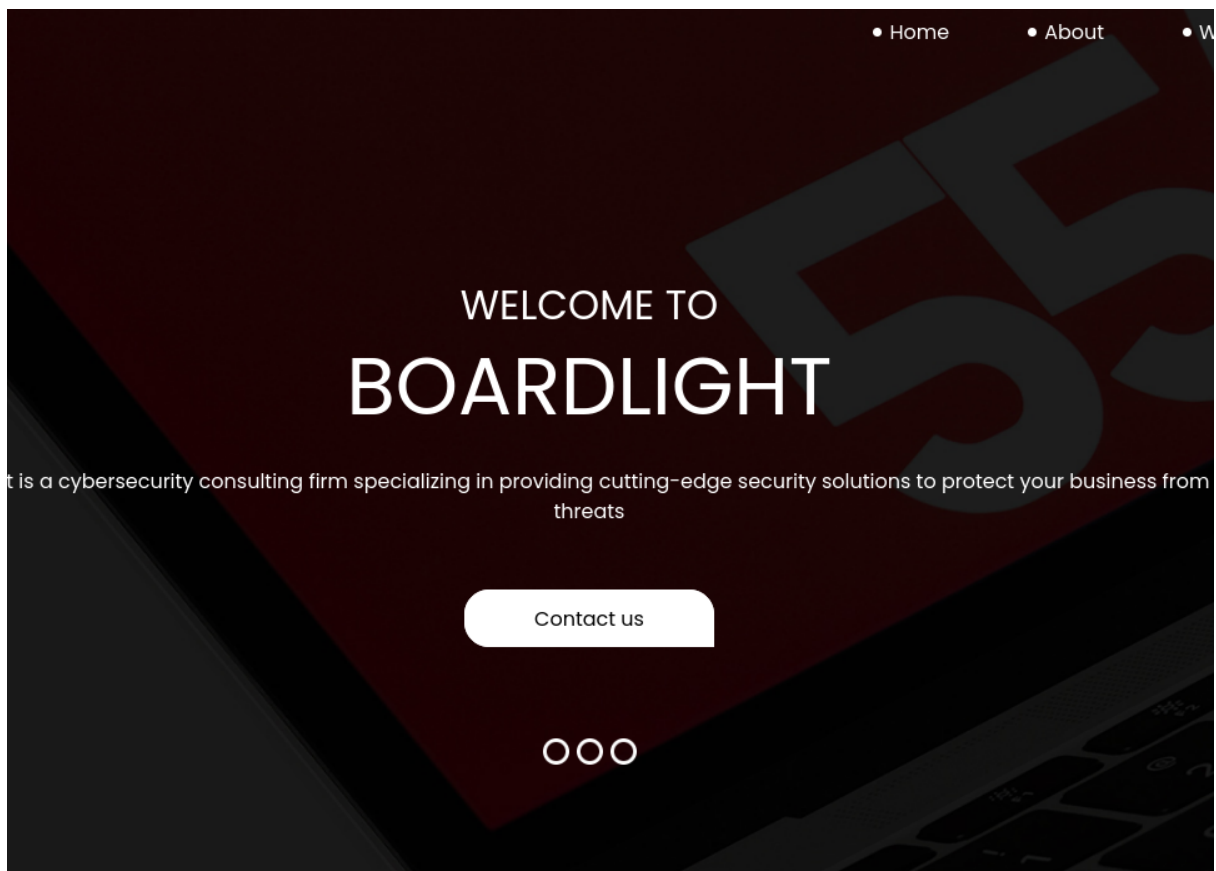 Home
About
WELCOME TO
BOARDLIGHT
is a cybersecurity consulting firm specializing in providing cutting-edge security solutions to protect your business from
threats
Contact us
55